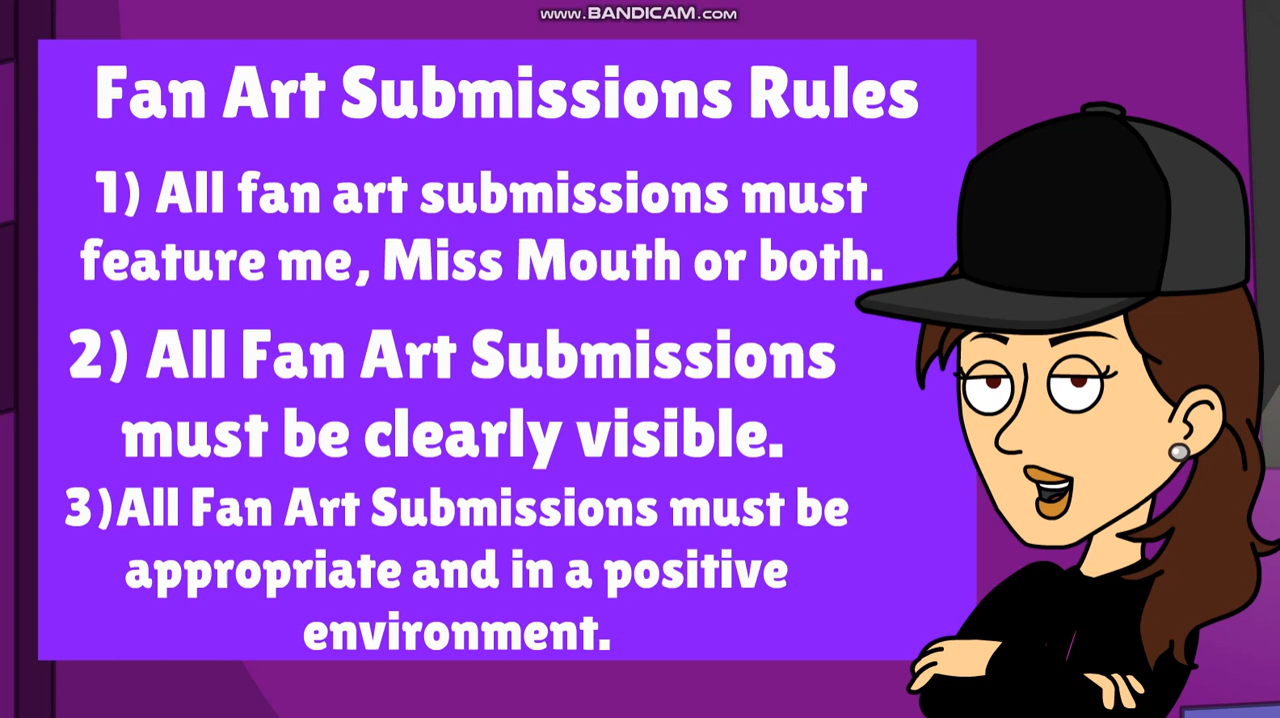 www.BANDICAM.com
Fan Art Submissions Rules
1) All fan art submissions must
feature me, Miss Mouth or both.
2) All Fan Art Submissions
must be clearly visible.
3)All Fan Art Submissions must be
appropriate and in a positive
environment.